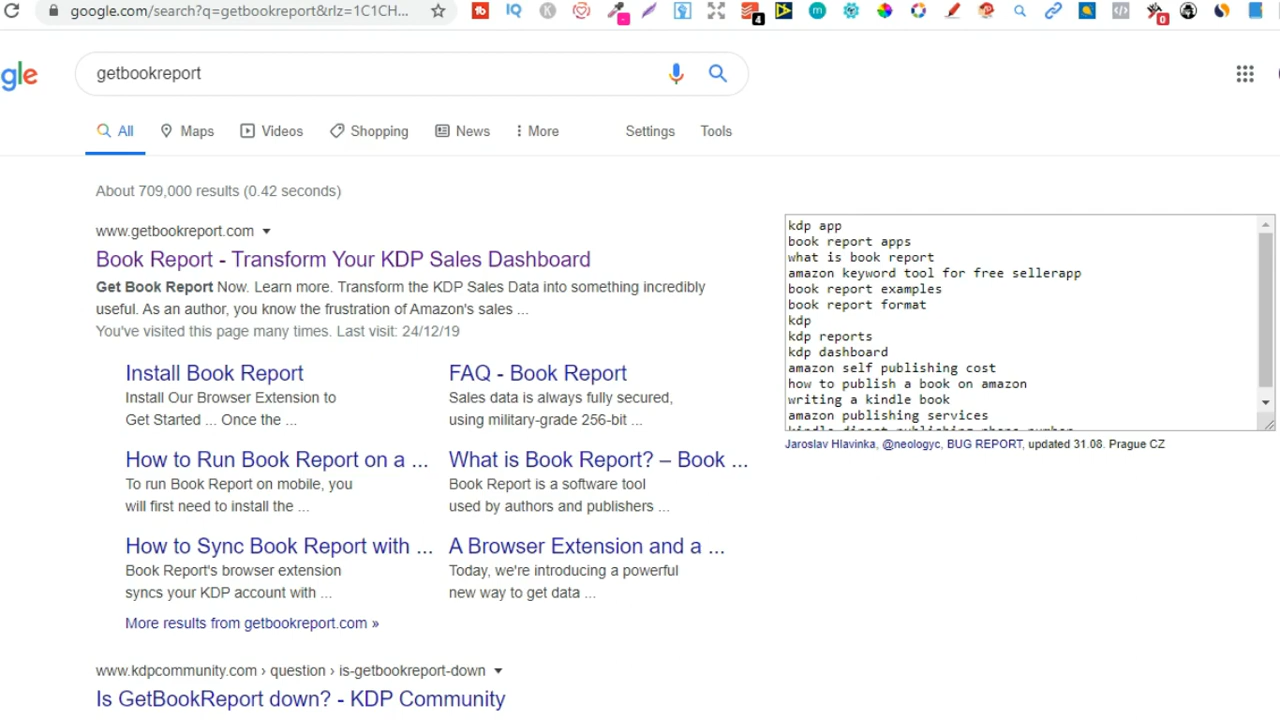 google.com/search?q=getbookreport&rlz=1C1CH...
gle
getbookreport
All
Maps
Videos
Shopping
News
More
Settings
Tools
About 709,000 results (0.42 seconds)
www.getbookreport.com
Book Report - Transform Your KDP Sales Dashboard
Get Book Report Now. Learn more. Transform the KDP Sales Data into something incredibly
useful. As an author, you know the frustration of Amazon's sales ...
You've visited this page many times. Last visit: 24/12/19
Install Book Report
Install Our Browser Extension to
Get Started ... Once the ...
FAQ - Book Report
Sales data is always fully secured,
using military-grade 256-bit ...
How to Run Book Report on a ...
To run Book Report on mobile, you
will first need to install the ...
What is Book Report? – Book ...
Book Report is a software tool
used by authors and publishers ...
How to Sync Book Report with ...
Book Report's browser extension
syncs your KDP account with ...
A Browser Extension and a ...
Today, we're introducing a powerful
new way to get data ...
More results from getbookreport.com »
www.kdpcommunity.com › question › is-getbookreport-down
Is GetBookReport down? - KDP Community
kdp app
book report apps
what is book report
amazon keyword tool for free sellerapp
book report examples
book report format
kdp
kdp reports
kdp dashboard
amazon self publishing cost
how to publish a book on amazon
writing a kindle book
amazon publishing services
kindle direct publishing phone number
Jaroslav Hlavinka, @neologyc, BUG REPORT, updated 31.08. Prague CZ